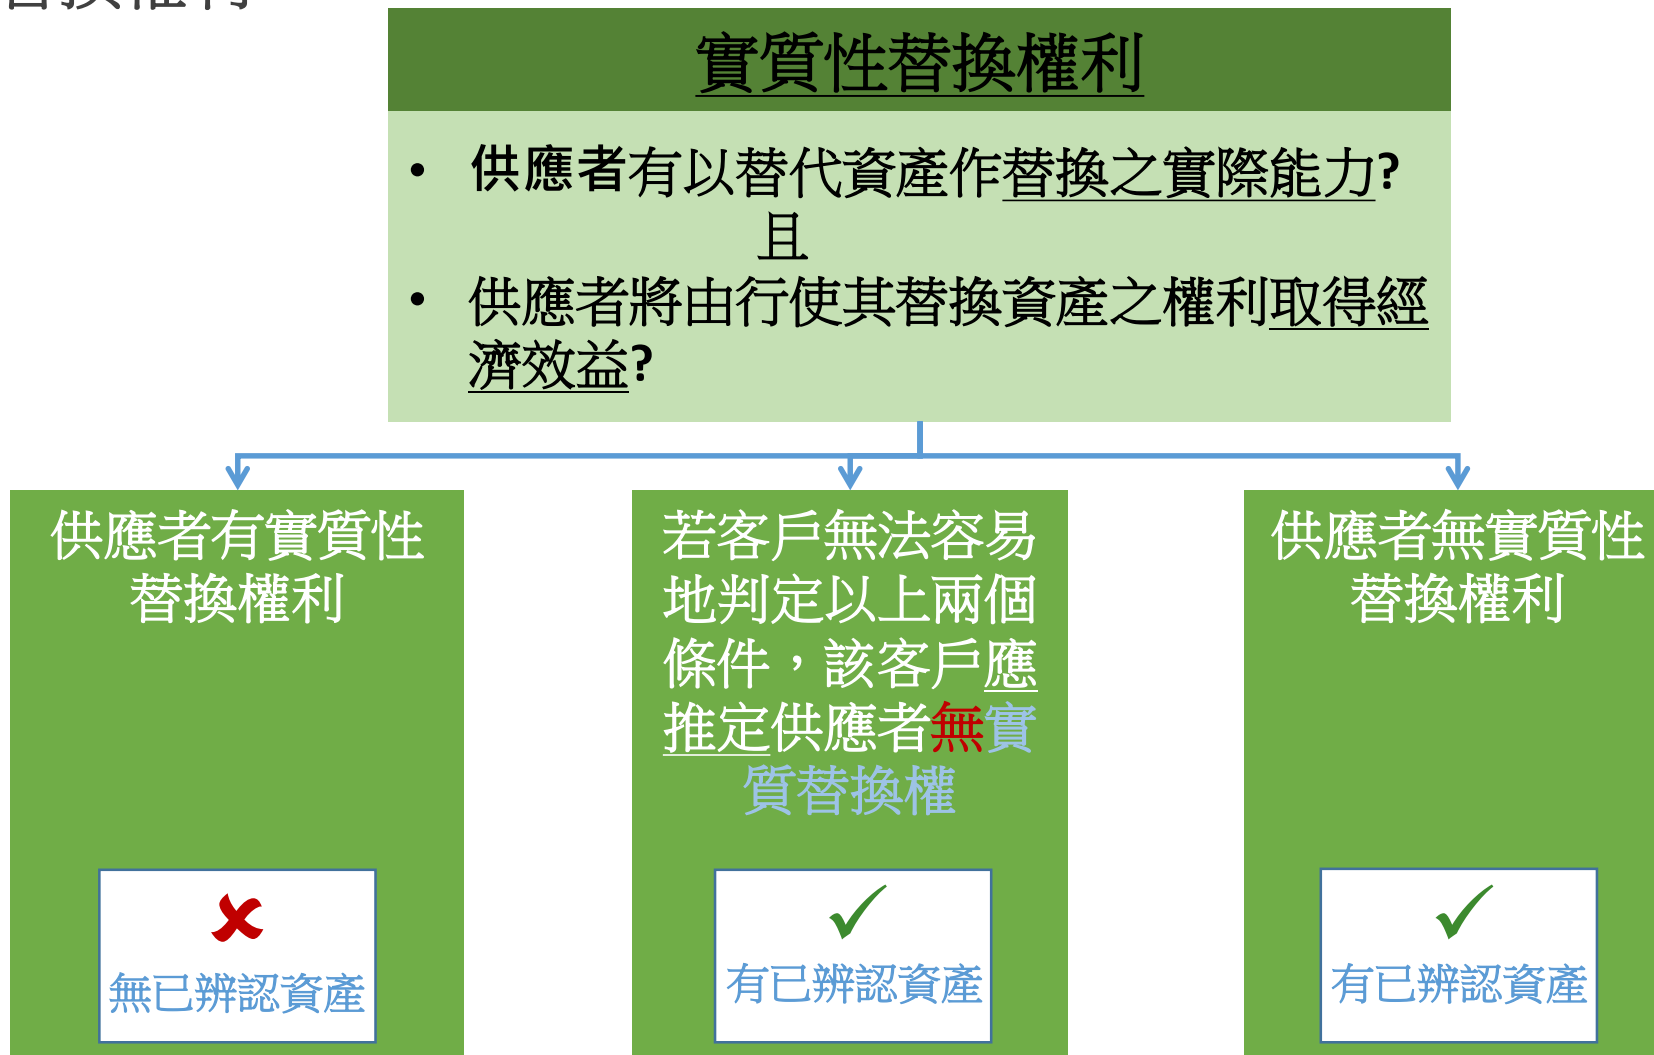 替換權利
實質性替換權利
• 供應者有以替代資產作替換之實際能力?
且
• 供應者將由行使其替換資產之權利取得經
濟效益?
供應者有實質性
替換權利
無已辨認資產
若客戶無法容易
地判定以上兩個
條件，該客戶應
推定供應者無實
質替換權
有已辨認資產
供應者無實質性
替換權利
有已辨認資產